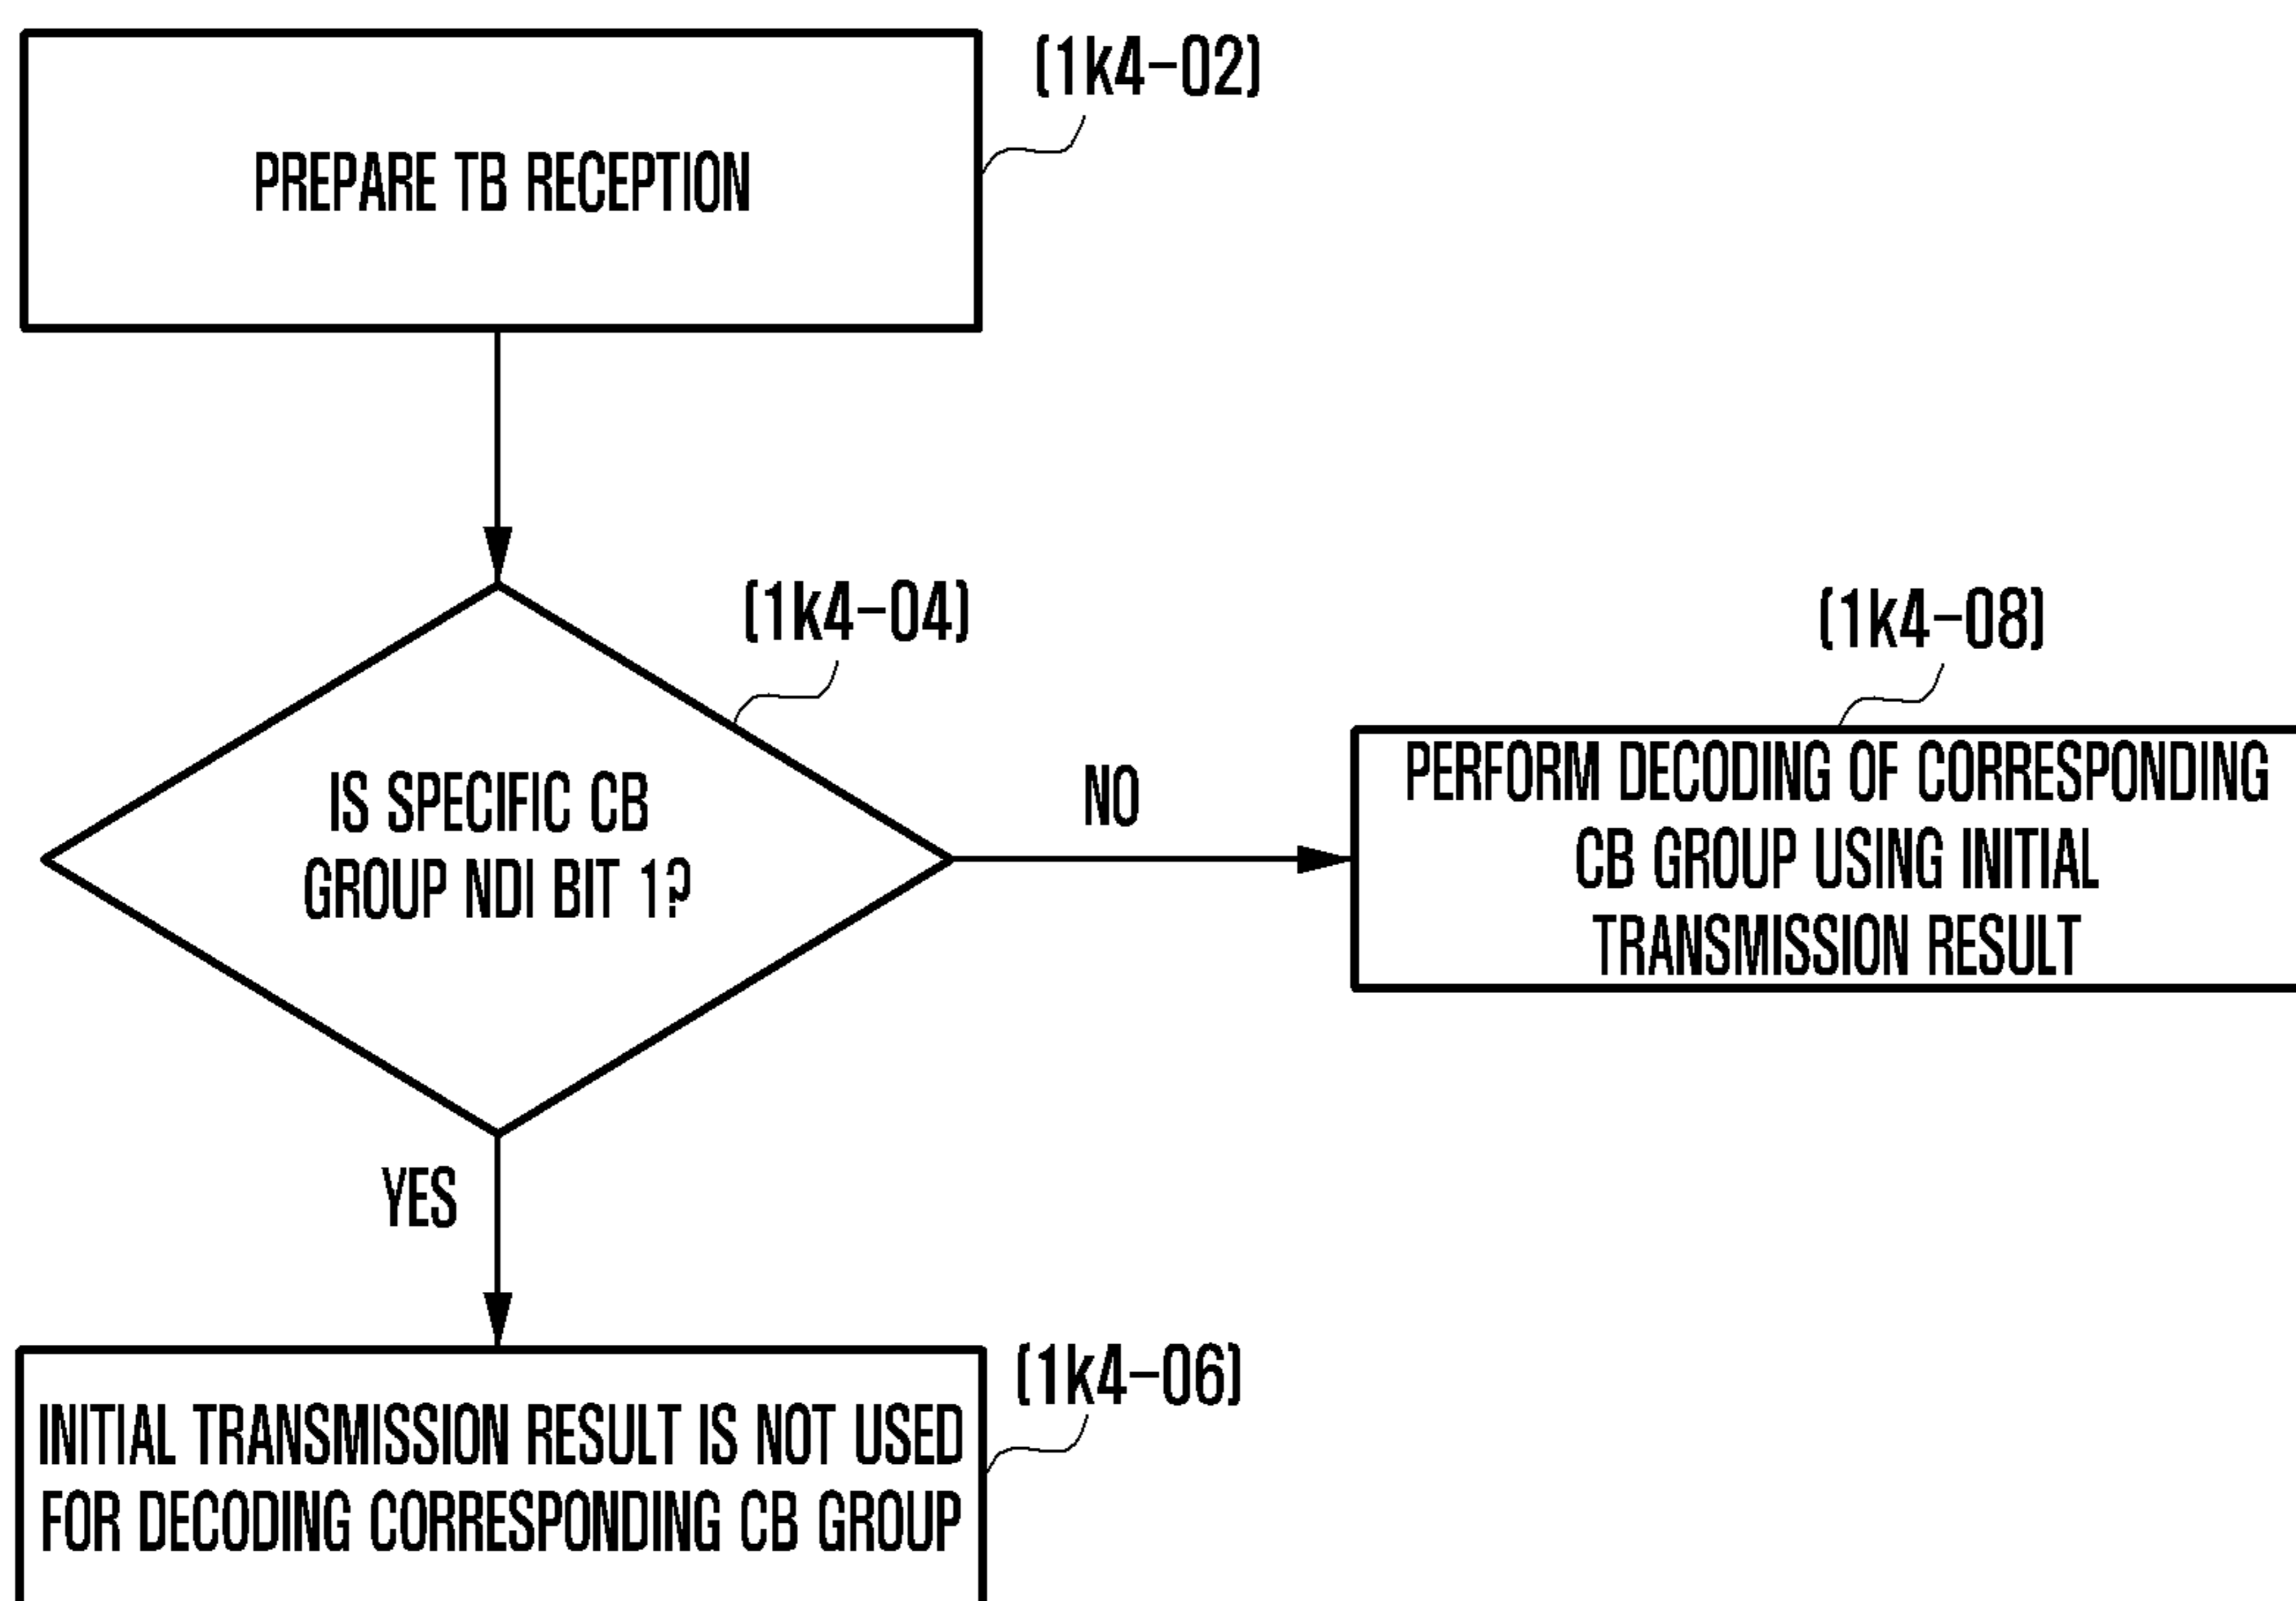 (1k4-02)
PREPARE TB RECEPTION
(1k4-04)
(1k4-08)
IS SPECIFIC CB
GROUP NDI BIT 1?
NO
PERFORM DECODING OF CORRESPONDING
CB GROUP USING INITIAL
TRANSMISSION RESULT
YES
(1k4-06)
INITIAL TRANSMISSION RESULT IS NOT USED
FOR DECODING CORRESPONDING CB GROUP